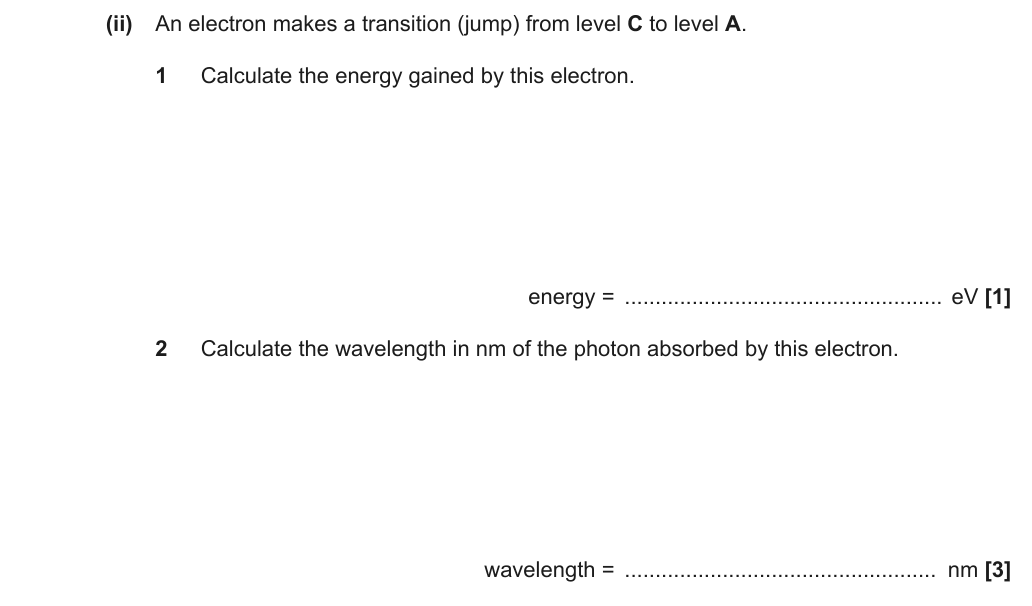 (ii) An electron makes a transition (jump) from level C to level A.
1 Calculate the energy gained by this electron.
energy = .................................................... eV [1]
2 Calculate the wavelength in nm of the photon absorbed by this electron.
wavelength = ................................................... nm [3]